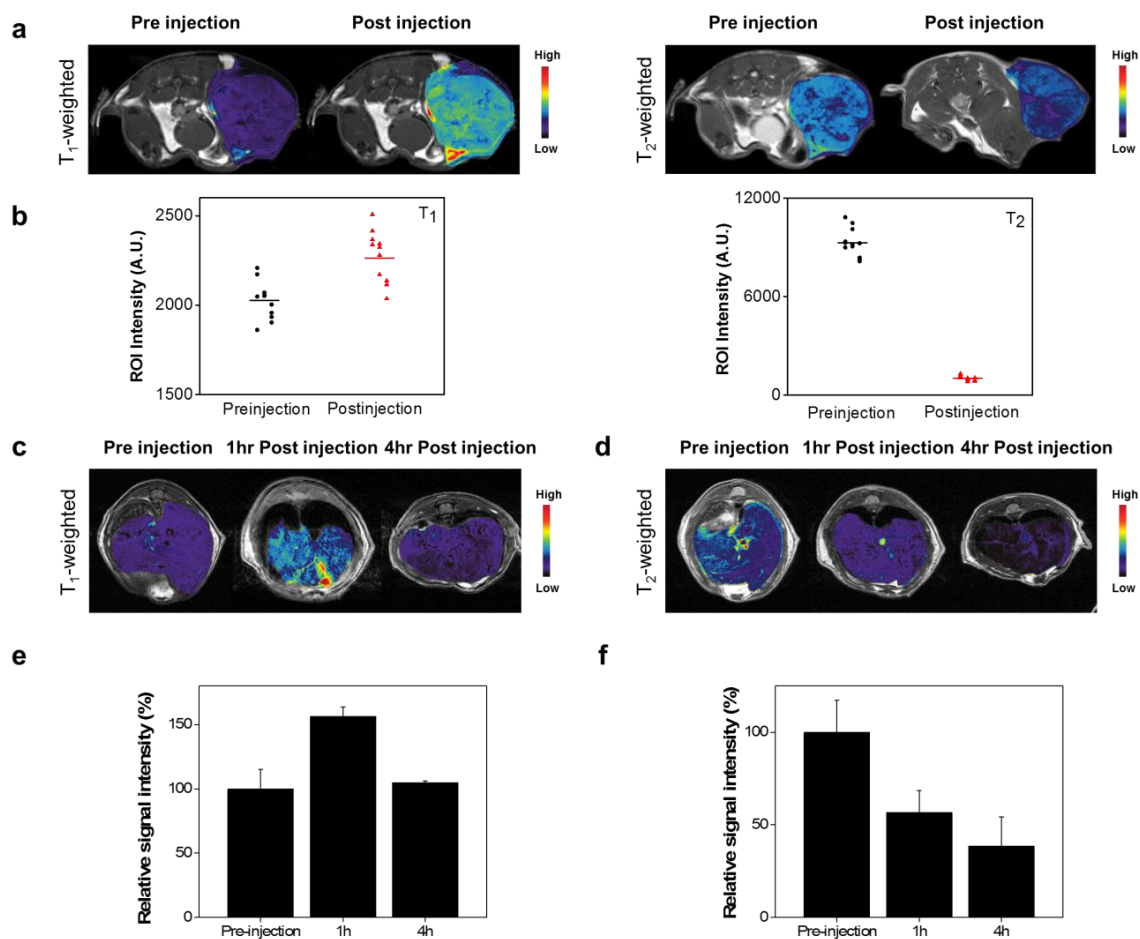 a
Pre injection Post injection
T1-weighted
High
Low
Pre injection Post injection
T2-weighted
High
Low
b
ROI Intensity (A.U.)
2500
2000
1500
T1
Preinjection Postinjection
ROI Intensity (A.U.)
12000
6000
0
T2
Preinjection Postinjection
c
Pre injection 1hr Post injection 4hr Post injection
T1-weighted
High
Low
d
Pre injection 1hr Post injection 4hr Post injection
T2-weighted
High
Low
e
Relative signal intensity (%)
150
100
50
0
Pre-injection 1h 4h
f
Relative signal intensity (%)
100
50
0
Pre-injection 1h 4h